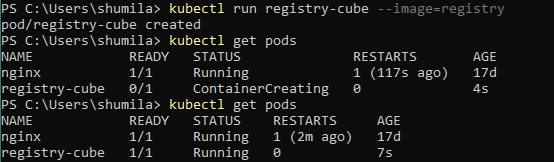 PS C:\Users\shumila> kubectl run registry-cube --image=registry
pod/registry-cube created
PS C:\Users\shumila> kubectl get pods
NAME            READY   STATUS              RESTARTS       AGE
nginx           1/1     Running             1 (117s ago)   17d
registry-cube   0/1     ContainerCreating   0              4s
PS C:\Users\shumila> kubectl get pods
NAME            READY   STATUS    RESTARTS     AGE
nginx           1/1     Running   1 (2m ago)   17d
registry-cube   1/1     Running   0            7s